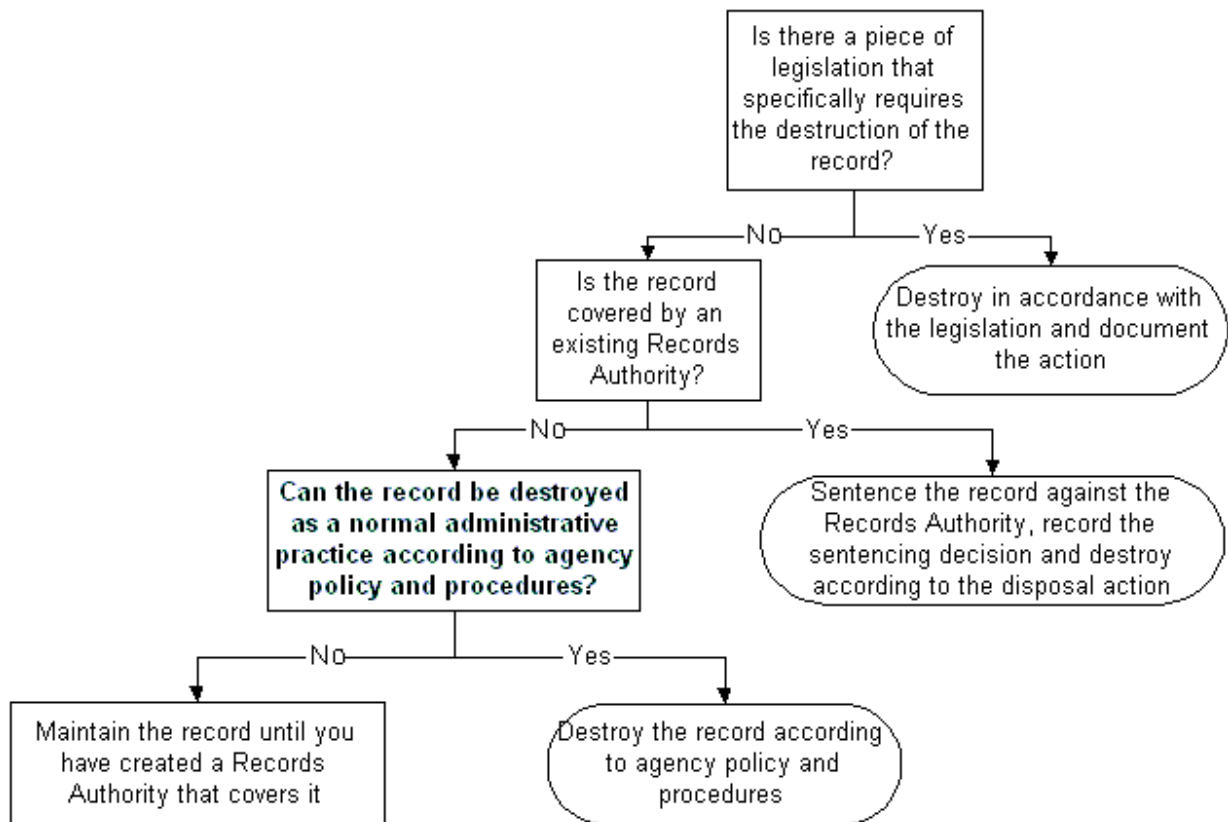 Is there a piece of
legislation that
specifically requires
the destruction of the
record?
No
Yes
Is the record
covered by an
existing Records
Authority?
Destroy in accordance with
the legislation and document
the action
No
Yes
Can the record be destroyed
as a normal administrative
practice according to agency
policy and procedures?
Sentence the record against the
Records Authority, record the
sentencing decision and destroy
according to the disposal action
No
Yes
Maintain the record until you
have created a Records
Authority that covers it
Destroy the record according
to agency policy and
procedures